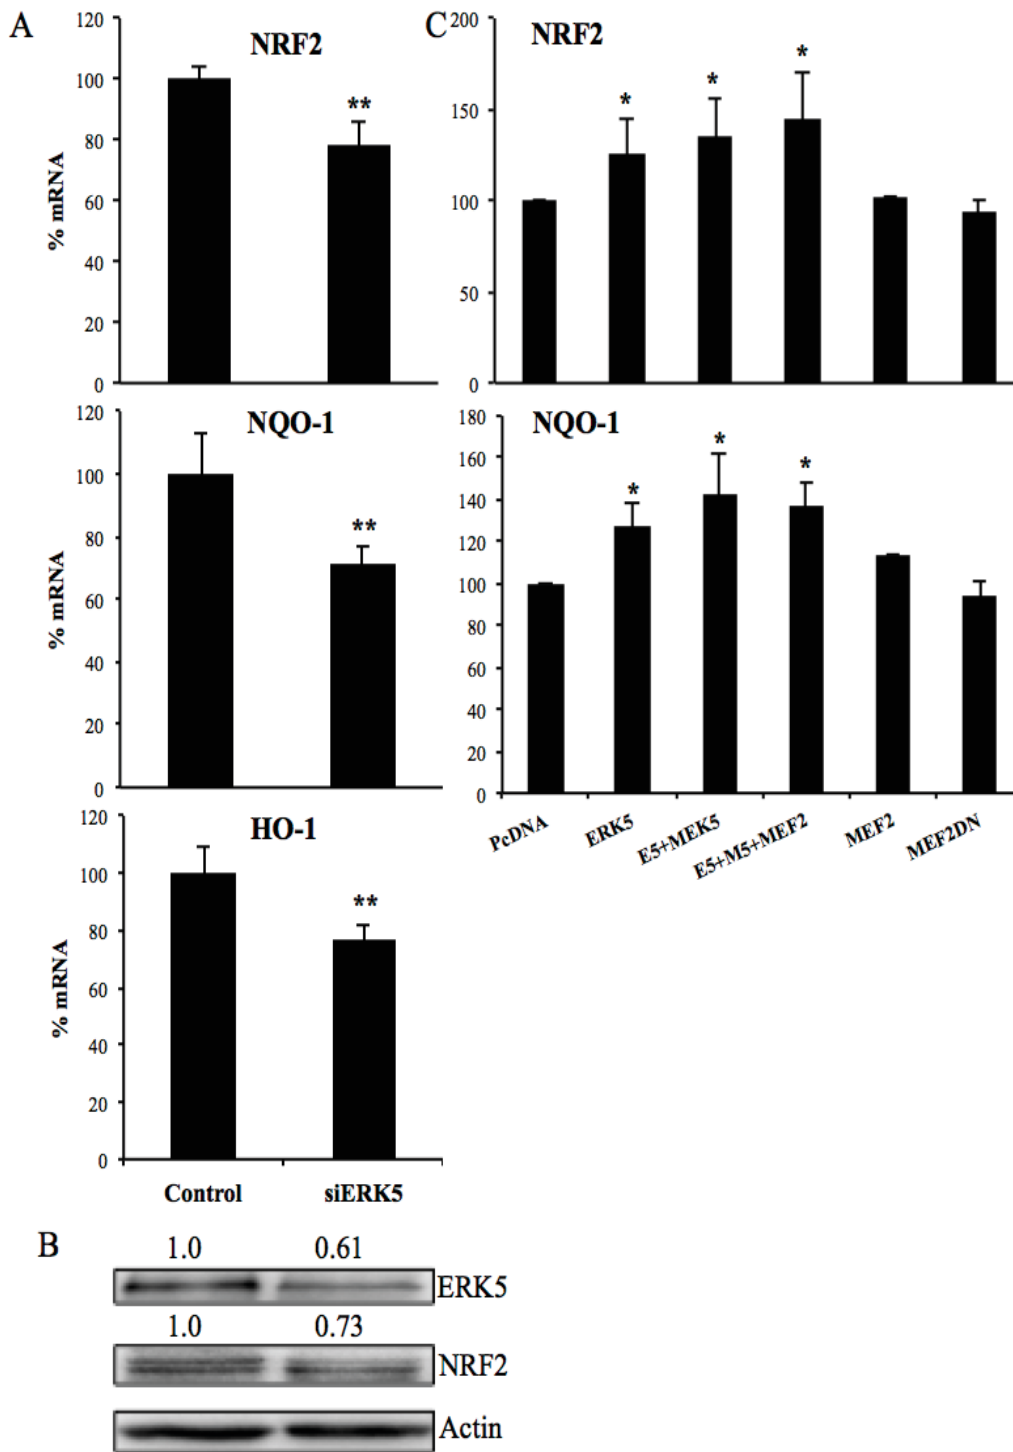 A
NRF2
120
100
80
60
40
20
0
% mRNA
**
NQO-1
120
100
80
60
40
20
0
% mRNA
**
HO-1
120
100
80
60
40
20
0
% mRNA
**
Control siERK5
B
1.0 0.61
ERK5
1.0 0.73
NRF2
Actin
C
NRF2
200
150
100
50
0
* * *
NQO-1
180
160
140
120
100
80
60
40
20
0
* * *
PcDNA ERK5 E5+MEK5 E5+M5+MEF2 MEF2 MEF2DN